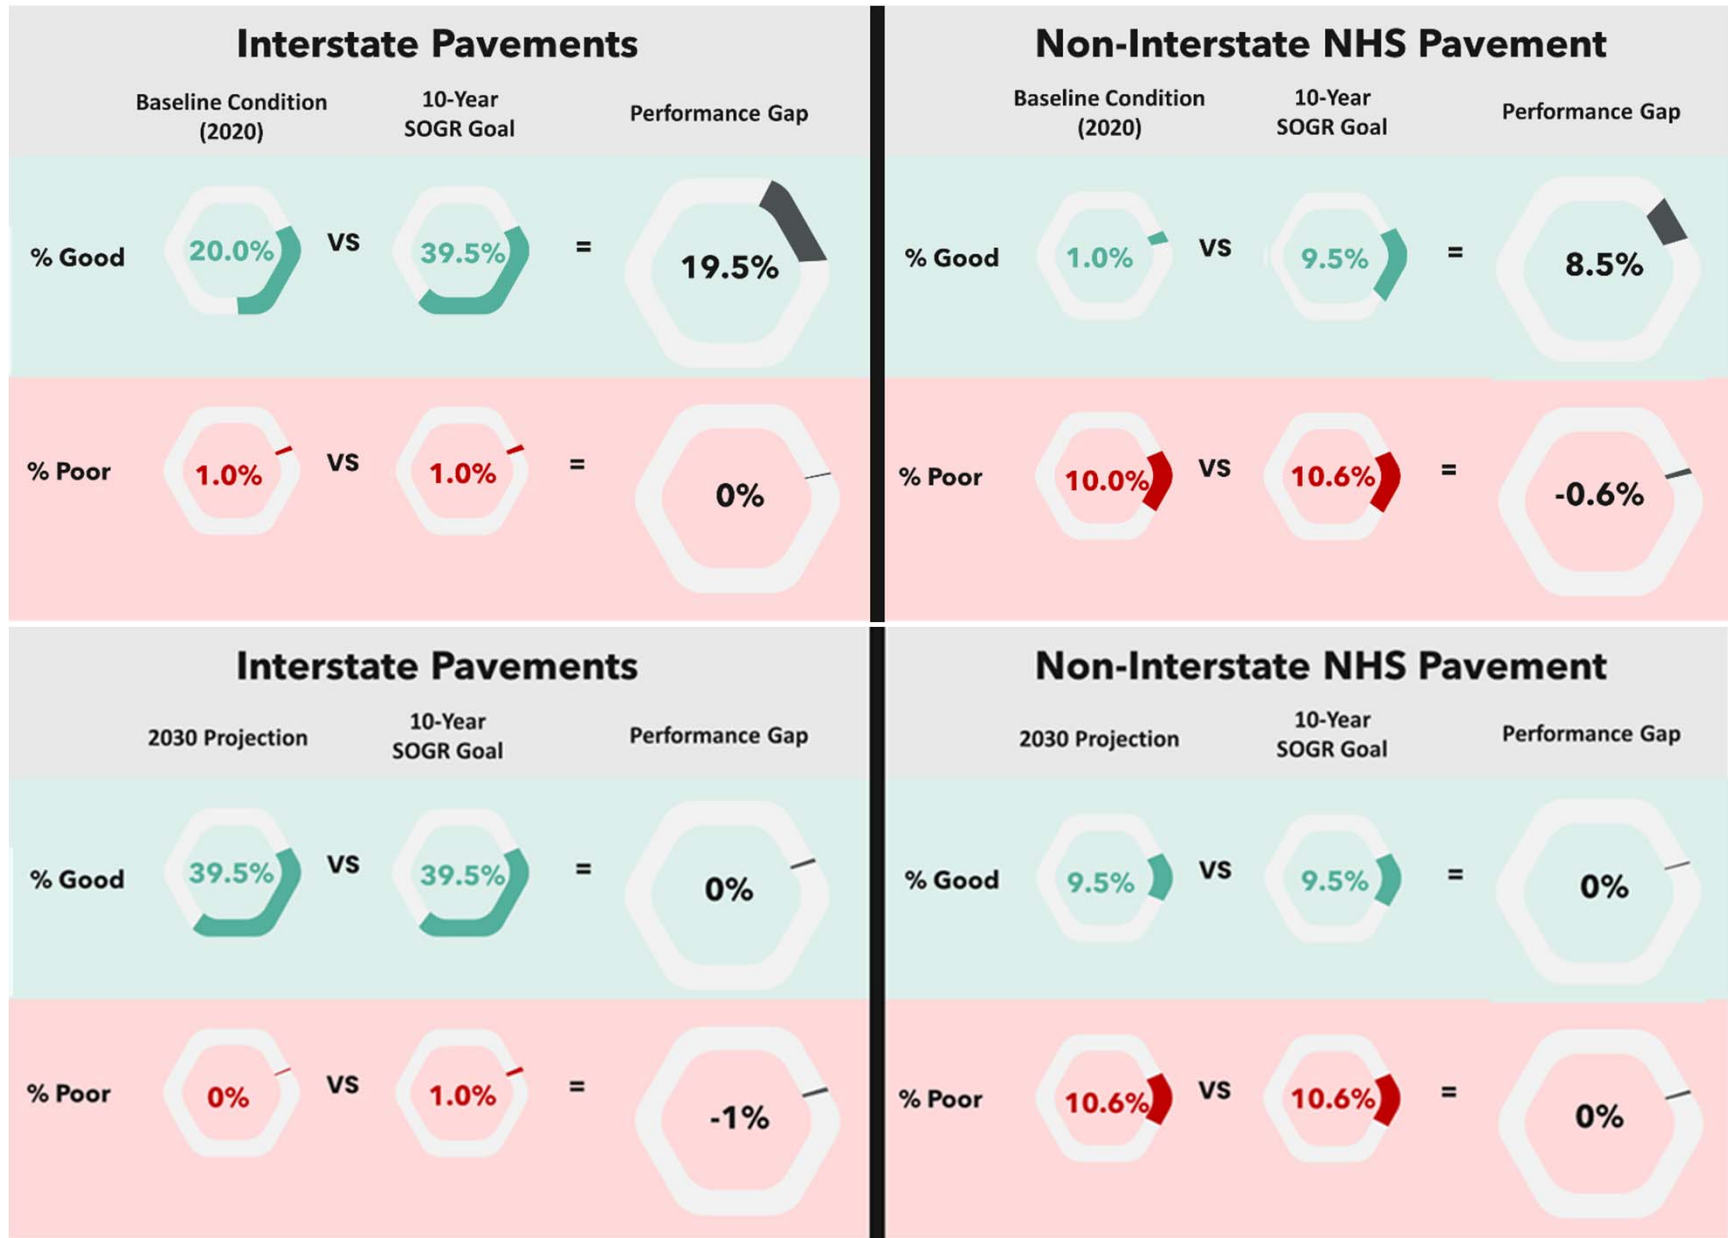 Interstate Pavements
Baseline Condition
(2020)
10-Year
SOGR Goal
Performance Gap
% Good
20.0%
VS
39.5%
=
19.5%
% Poor
1.0%
VS
1.0%
=
0%
Non-Interstate NHS Pavement
Baseline Condition
(2020)
10-Year
SOGR Goal
Performance Gap
% Good
1.0%
VS
9.5%
=
8.5%
% Poor
10.0%
VS
10.6%
=
-0.6%
Interstate Pavements
2030 Projection
10-Year
SOGR Goal
Performance Gap
% Good
39.5%
VS
39.5%
=
0%
% Poor
0%
VS
1.0%
=
-1%
Non-Interstate NHS Pavement
2030 Projection
10-Year
SOGR Goal
Performance Gap
% Good
9.5%
VS
9.5%
=
0%
% Poor
10.6%
VS
10.6%
=
0%